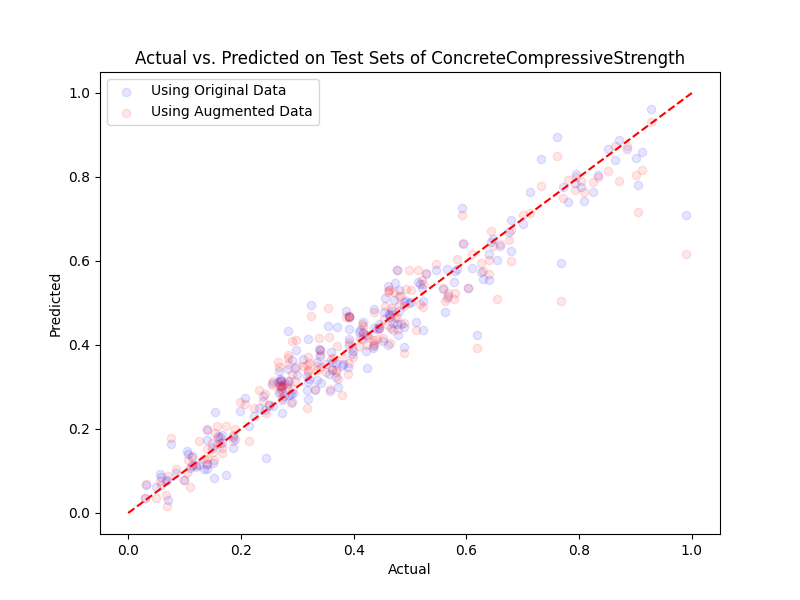 Actual vs. Predicted on Test Sets of ConcreteCompressiveStrength
Using Original Data
Using Augmented Data
1.0
0.8
0.6
0.4
0.2
0.0
Predicted
0.0 0.2 0.4 0.6 0.8 1.0
Actual